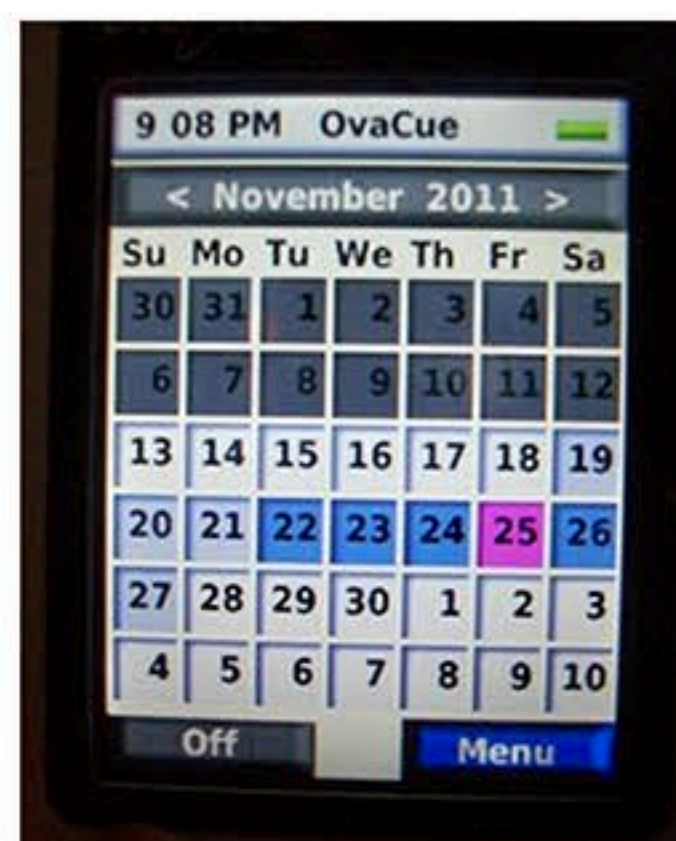 9 08 PM OvaCue
< November 2011 >
Su Mo Tu We Th Fr Sa
30 31 1 2 3 4 5
6 7 8 9 10 11 12
13 14 15 16 17 18 19
20 21 22 23 24 25 26
27 28 29 30 1 2 3
4 5 6 7 8 9 10
Off Menu